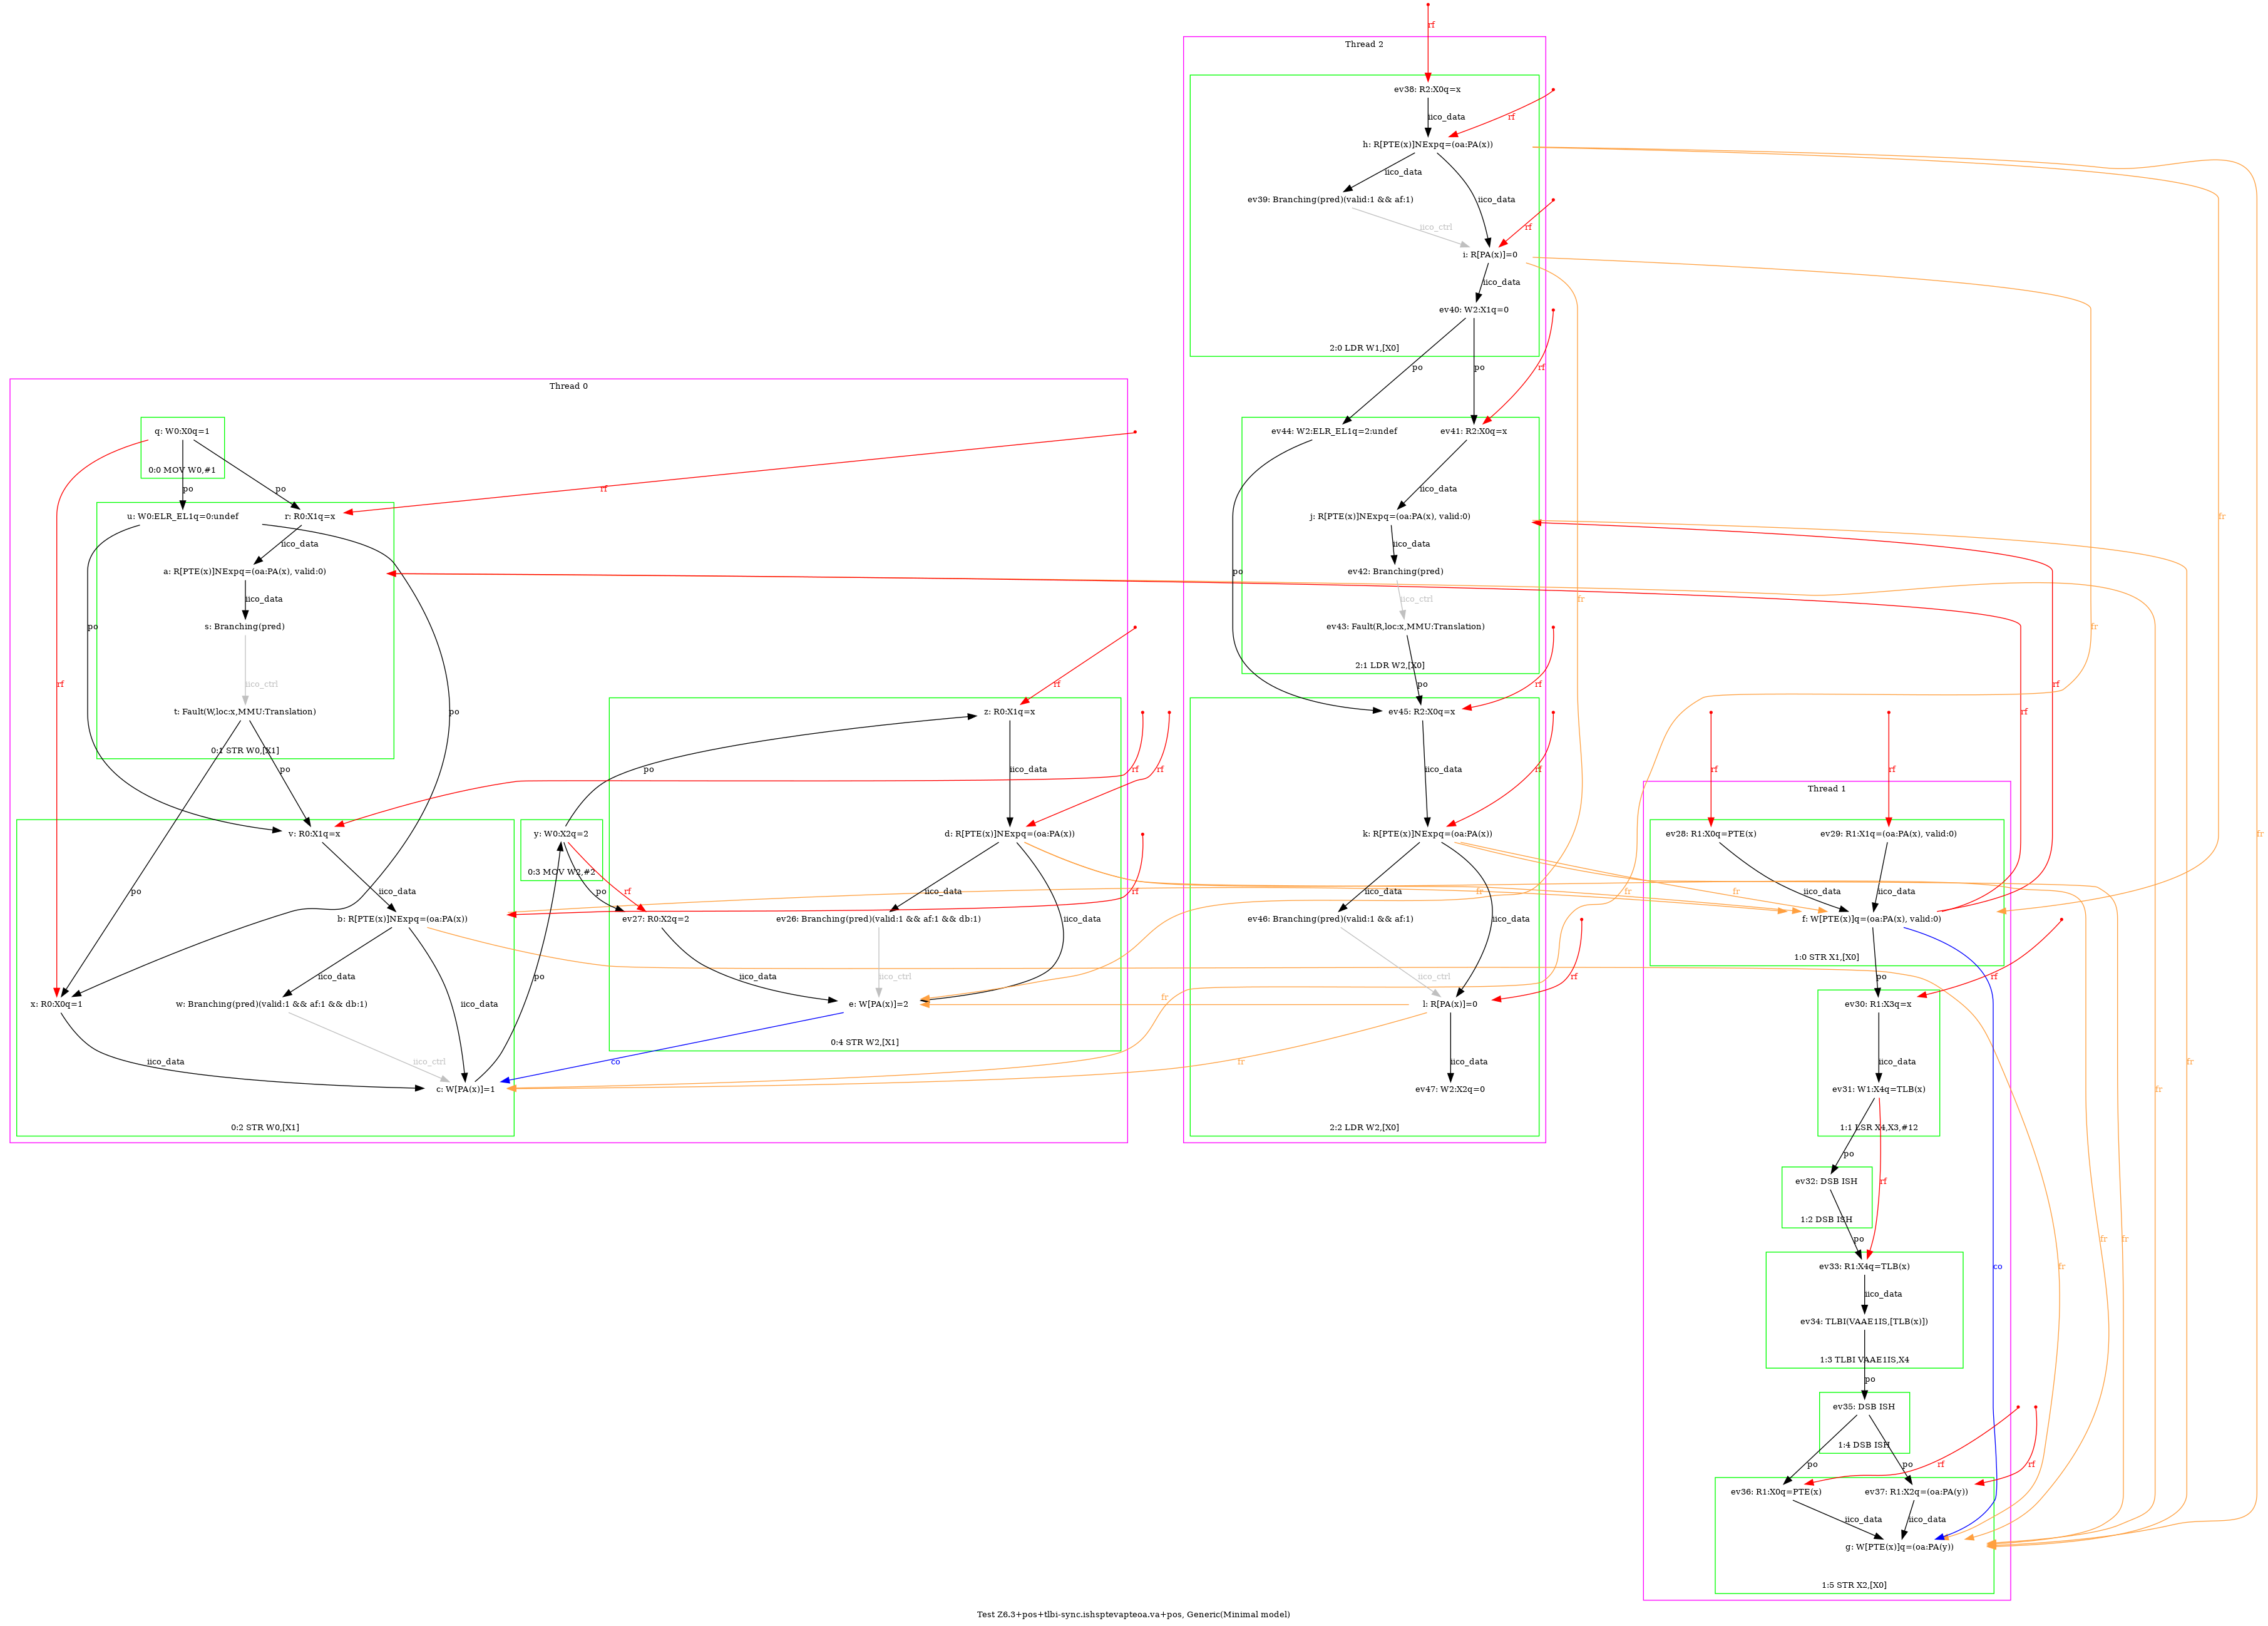 rf
Thread 2
ev38: R2:X0q=x
iico_data
rf
h: R[PTE(x)]NExpq=(oa:PA(x))
iico_data
ev39: Branching(pred)(valid:1 && af:1)
iico_data
rf
iico_ctrl
i: R[PA(x)]=0
iico_data
ev40: W2:X1q=0
2:0 LDR W1,[X0]
po
po
rf
ev44: W2:ELR_EL1q=2:undef
ev41: R2:X0q=x
iico_data
j: R[PTE(x)]NExpq=(oa:PA(x), valid:0)
iico_data
ev42: Branching(pred)
iico_ctrl
ev43: Fault(R,loc:x,MMU:Translation)
2:1 LDR W2,[X0]
po
po
rf
ev45: R2:X0q=x
iico_data
rf
k: R[PTE(x)]NExpq=(oa:PA(x))
iico_data
ev46: Branching(pred)(valid:1 && af:1)
iico_data
iico_ctrl
rf
l: R[PA(x)]=0
iico_data
ev47: W2:X2q=0
2:2 LDR W2,[X0]
Thread 0
q: W0:X0q=1
0:0 MOV W0,#1
po
po
rf
u: W0:ELR_EL1q=0:undef
r: R0:X1q=x
iico_data
a: R[PTE(x)]NExpq=(oa:PA(x), valid:0)
iico_data
s: Branching(pred)
iico_ctrl
t: Fault(W,loc:x,MMU:Translation)
0:1 STR W0,[X1]
po
po
po
po
rf
rf
v: R0:X1q=x
iico_data
rf
b: R[PTE(x)]NExpq=(oa:PA(x))
iico_data
x: R0:X0q=1
w: Branching(pred)(valid:1 && af:1 && db:1)
iico_data
iico_data
iico_ctrl
c: W[PA(x)]=1
0:2 STR W0,[X1]
po
y: W0:X2q=2
0:3 MOV W2,#2
po
po
rf
rf
z: R0:X1q=x
iico_data
rf
d: R[PTE(x)]NExpq=(oa:PA(x))
iico_data
ev27: R0:X2q=2
ev26: Branching(pred)(valid:1 && af:1 && db:1)
iico_data
iico_data
iico_ctrl
e: W[PA(x)]=2
0:4 STR W2,[X1]
co
fr
fr
fr
fr
fr
fr
fr
fr
fr
fr
fr
fr
fr
fr
rf
rf
rf
rf
Thread 1
ev28: R1:X0q=PTE(x)
ev29: R1:X1q=(oa:PA(x), valid:0)
iico_data
iico_data
f: W[PTE(x)]q=(oa:PA(x), valid:0)
1:0 STR X1,[X0]
po
rf
ev30: R1:X3q=x
iico_data
ev31: W1:X4q=TLB(x)
1:1 LSR X4,X3,#12
po
rf
ev32: DSB ISH
1:2 DSB ISH
po
co
ev33: R1:X4q=TLB(x)
iico_data
ev34: TLBI(VAAE1IS,[TLB(x)])
1:3 TLBI VAAE1IS,X4
po
ev35: DSB ISH
1:4 DSB ISH
po
po
rf
rf
ev36: R1:X0q=PTE(x)
ev37: R1:X2q=(oa:PA(y))
iico_data
iico_data
g: W[PTE(x)]q=(oa:PA(y))
1:5 STR X2,[X0]
Test Z6.3+pos+tlbi-sync.ishsptevapteoa.va+pos, Generic(Minimal model)